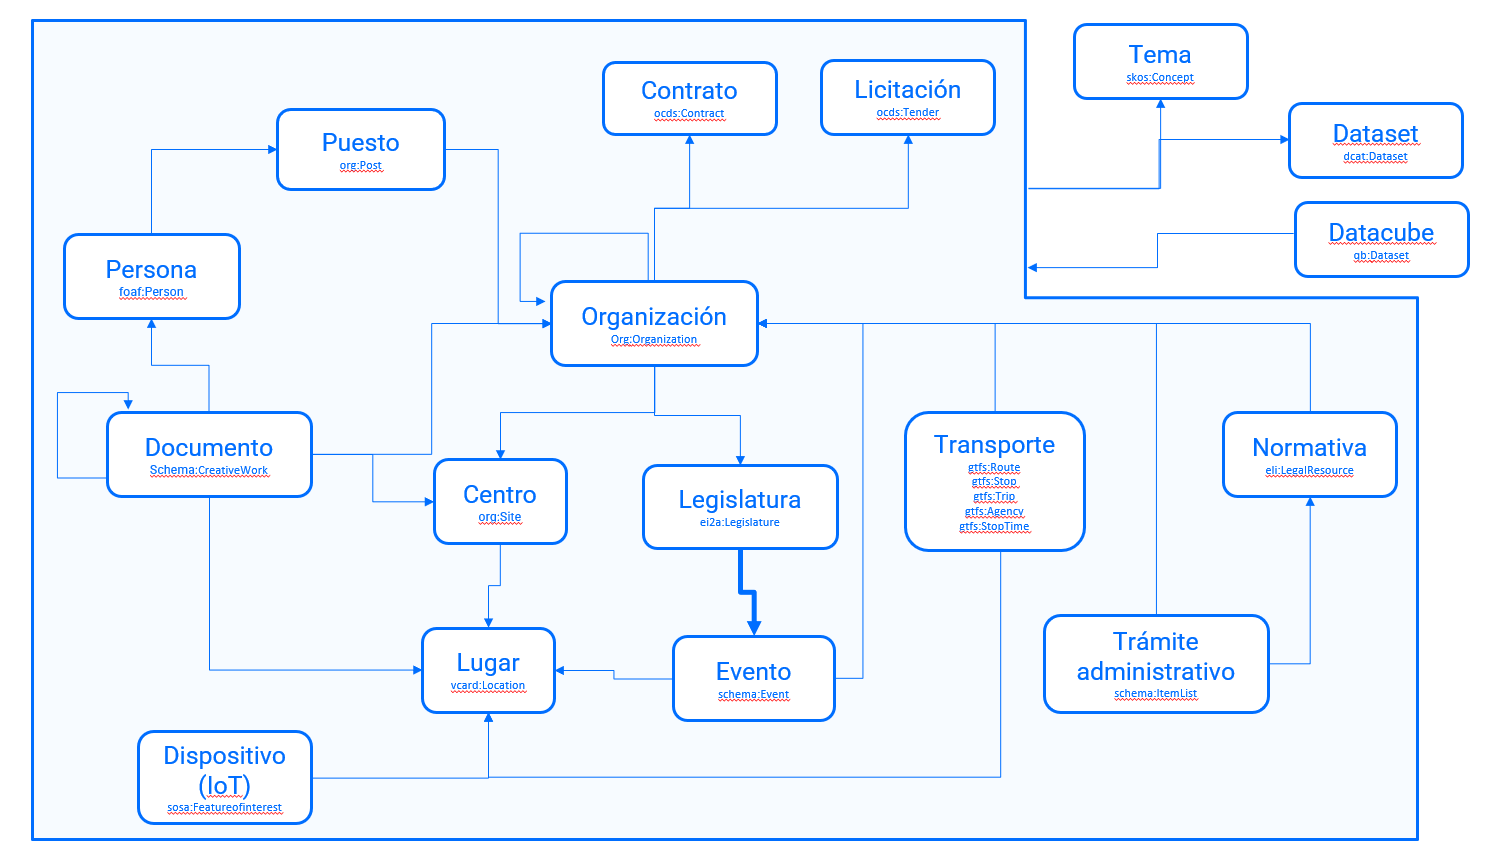 Tema
skos:Concept
Contrato
ocds:Contract
Licitación
ocds:Tender
Dataset
dcat:Dataset
Puesto
org:Post
Datacube
qb:Dataset
Persona
foaf:Person
Organización
Org:Organization
Documento
Schema:CreativeWork
Centro
org:Site
Legislatura
ei2a:Legislature
Transporte
gtfs:Route
gtfs:Stop
gtfs:Trip
gtfs:Agency
gtfs:StopTime
Normativa
eli:LegalResource
Lugar
vcard:Location
Evento
schema:Event
Trámite
administrativo
schema:ItemList
Dispositivo
(IoT)
sosa:Featureofinterest